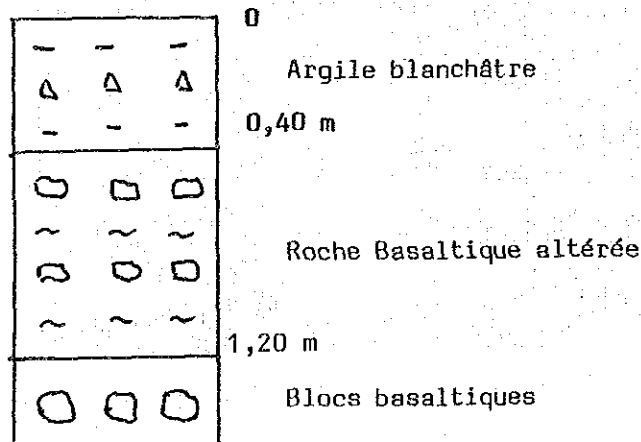 0
Argile blanchâtre
0,40 m
Roche Basaltique altérée
1,20 m
Blocs basaltiques